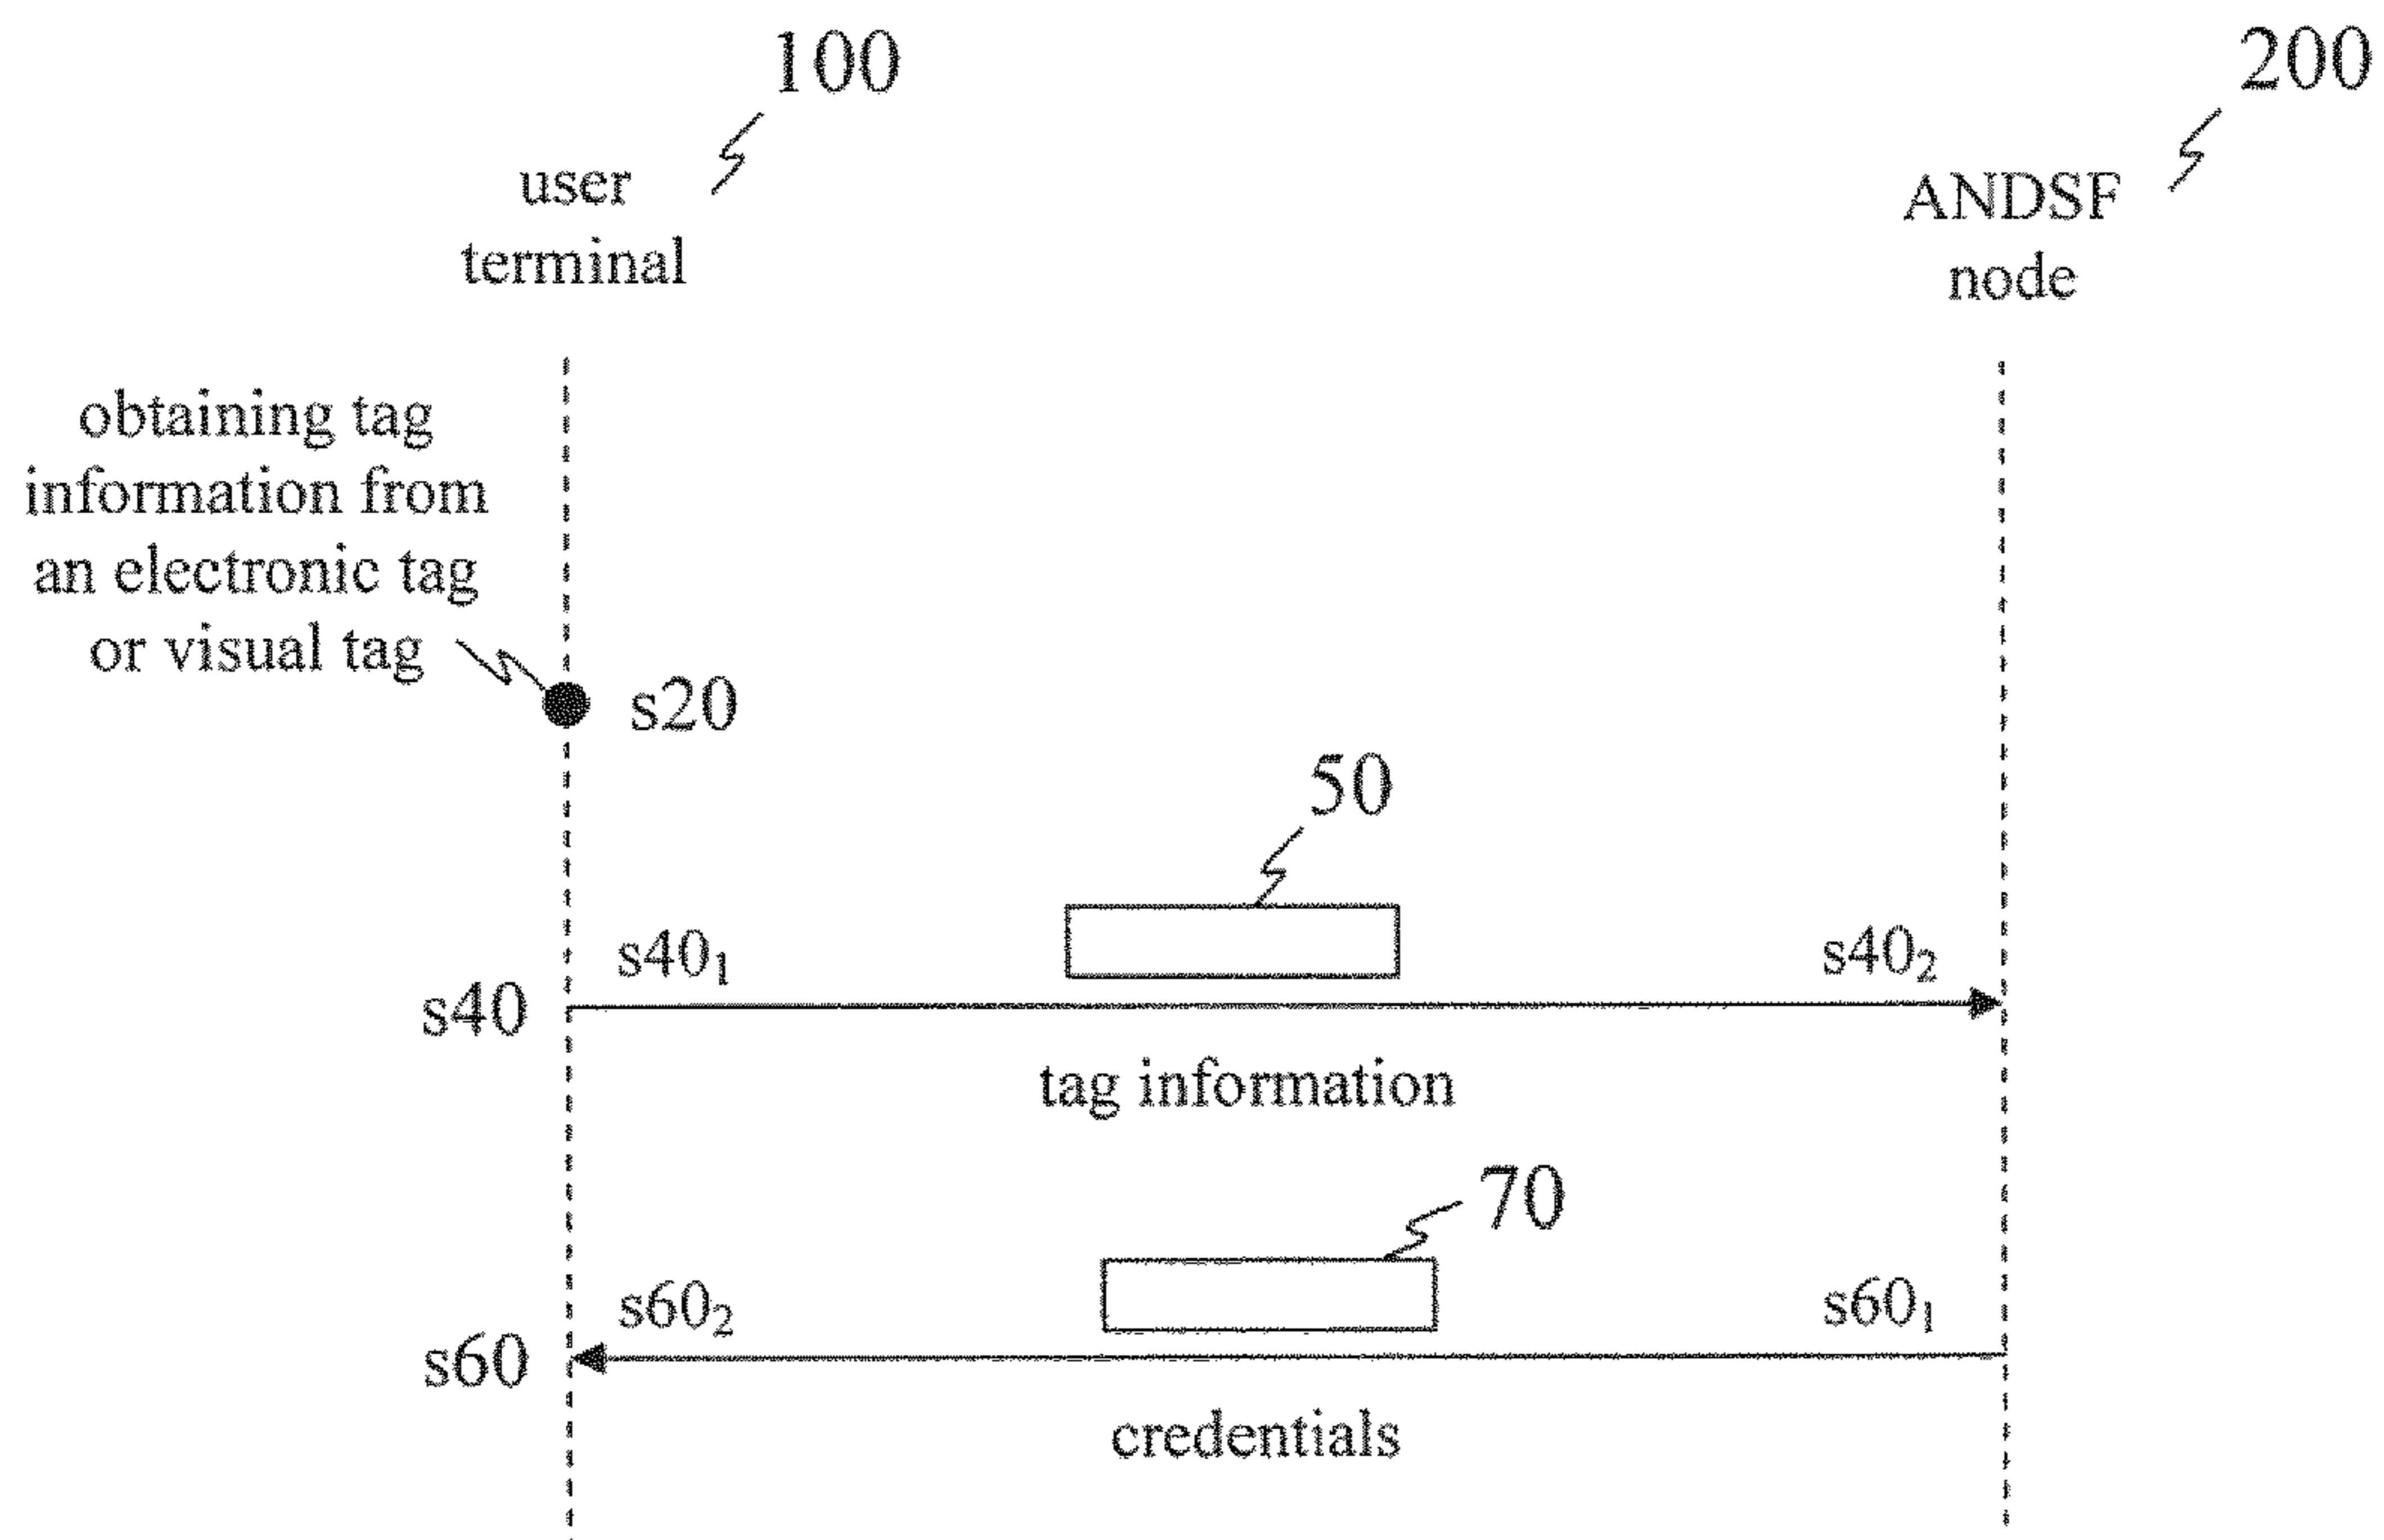 100
200
user
terminal
ANDSF
node
obtaining tag
information from
an electronic tag
or visual tag
s20
50
s40₁
s40₂
s40
tag information
70
s60₂
s60₁
s60
credentials